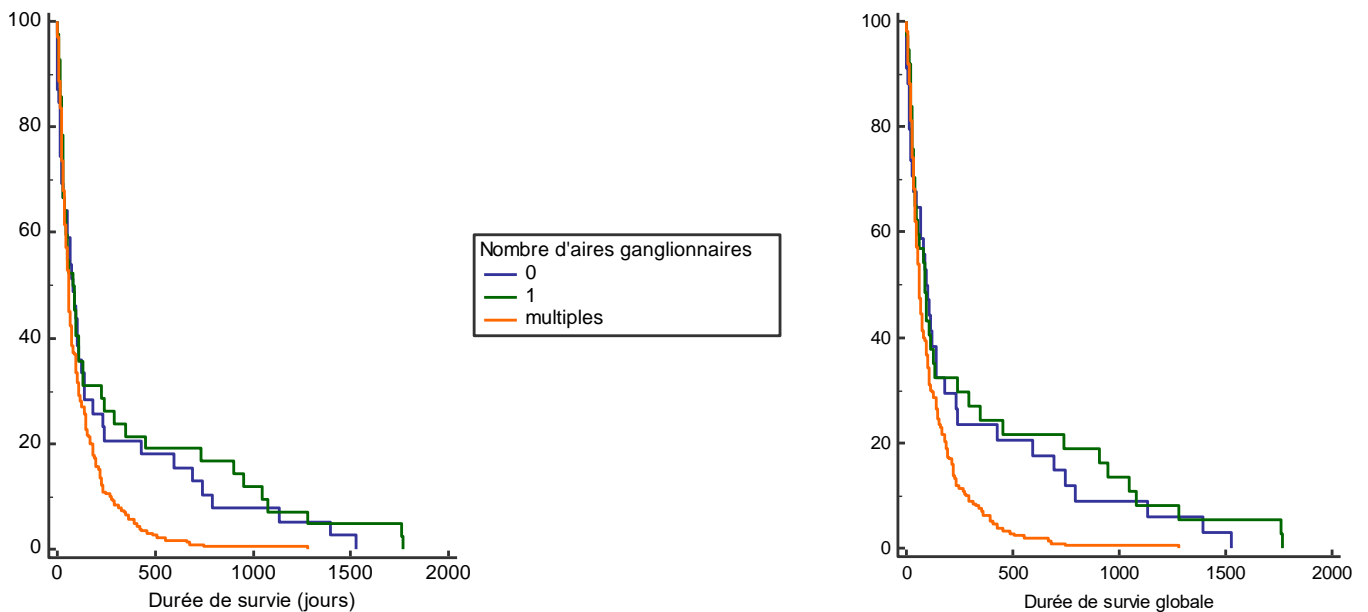 100
80
60
40
20
0
0 500 1000 1500 2000
Durée de survie (jours)
Nombre d'aires ganglionnaires
0
1
multiples
100
80
60
40
20
0
0 500 1000 1500 2000
Durée de survie globale